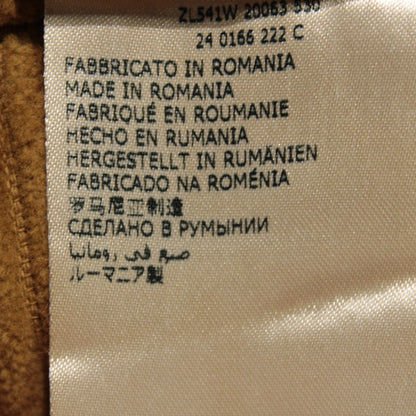 ZL541W 20063 530
24 0166 222 C
FABBRICATO IN ROMANIA
MADE IN ROMANIA
FABRIQUÉ EN ROUMANIE
HECHO EN RUMANIA
HERGESTELLT IN RUMÄNIEN
FABRICADO NA ROMÉNIA
罗马尼亚制造
СДЕЛАНО В РУМЫНИИ
صنع في رومانيا
ルーマニア製